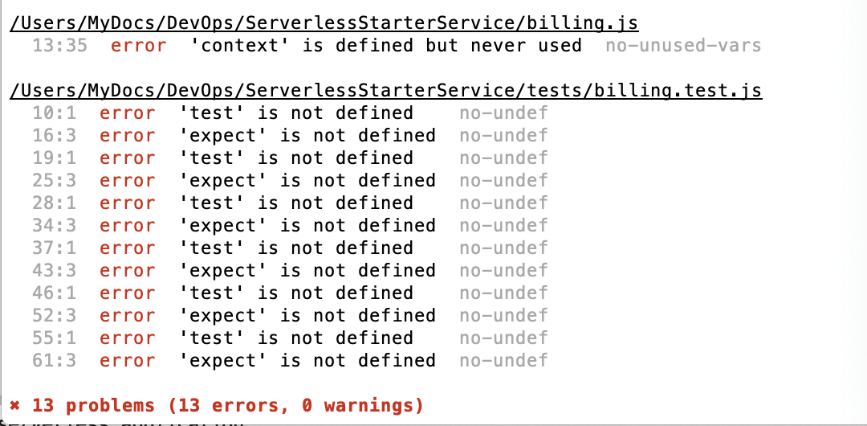 /Users/MyDocs/DevOps/ServerlessStarterService/billing.js
13:35 error 'context' is defined but never used no-unused-vars
/Users/MyDocs/DevOps/ServerlessStarterService/tests/billing.test.js
10:1 error 'test' is not defined no-undef
16:3 error 'expect' is not defined no-undef
19:1 error 'test' is not defined no-undef
25:3 error 'expect' is not defined no-undef
28:1 error 'test' is not defined no-undef
34:3 error 'expect' is not defined no-undef
37:1 error 'test' is not defined no-undef
43:3 error 'expect' is not defined no-undef
46:1 error 'test' is not defined no-undef
52:3 error 'expect' is not defined no-undef
55:1 error 'test' is not defined no-undef
61:3 error 'expect' is not defined no-undef
✖ 13 problems (13 errors, 0 warnings)